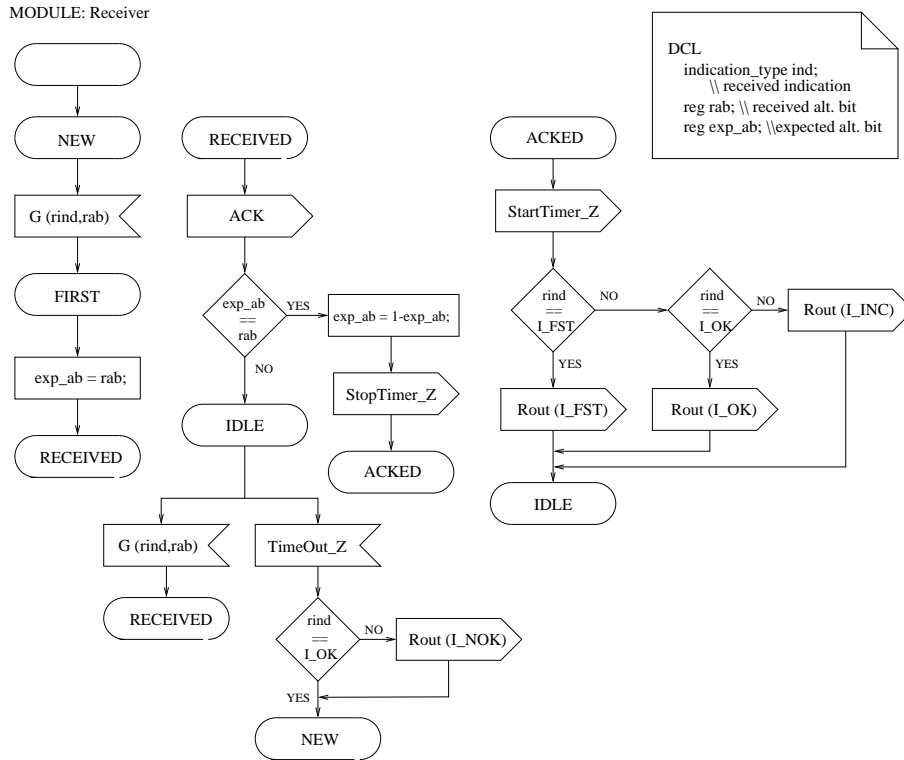 MODULE: Receiver
NEW
G (rind,rab)
FIRST
exp_ab = rab;
RECEIVED
RECEIVED
ACK
exp_ab
==
rab
YES
exp_ab = 1-exp_ab;
StopTimer_Z
ACKED
NO
IDLE
G (rind,rab)
RECEIVED
TimeOut_Z
rind
==
I_OK
NO
Rout (I_NOK)
YES
NEW
ACKED
StartTimer_Z
rind
==
I_FST
NO
rind
==
I_OK
NO
Rout (I_INC)
YES
Rout (I_FST)
YES
Rout (I_OK)
IDLE
DCL
indication_type ind;
\\ received indication
reg rab; \\ received alt. bit
reg exp_ab; \\expected alt. bit